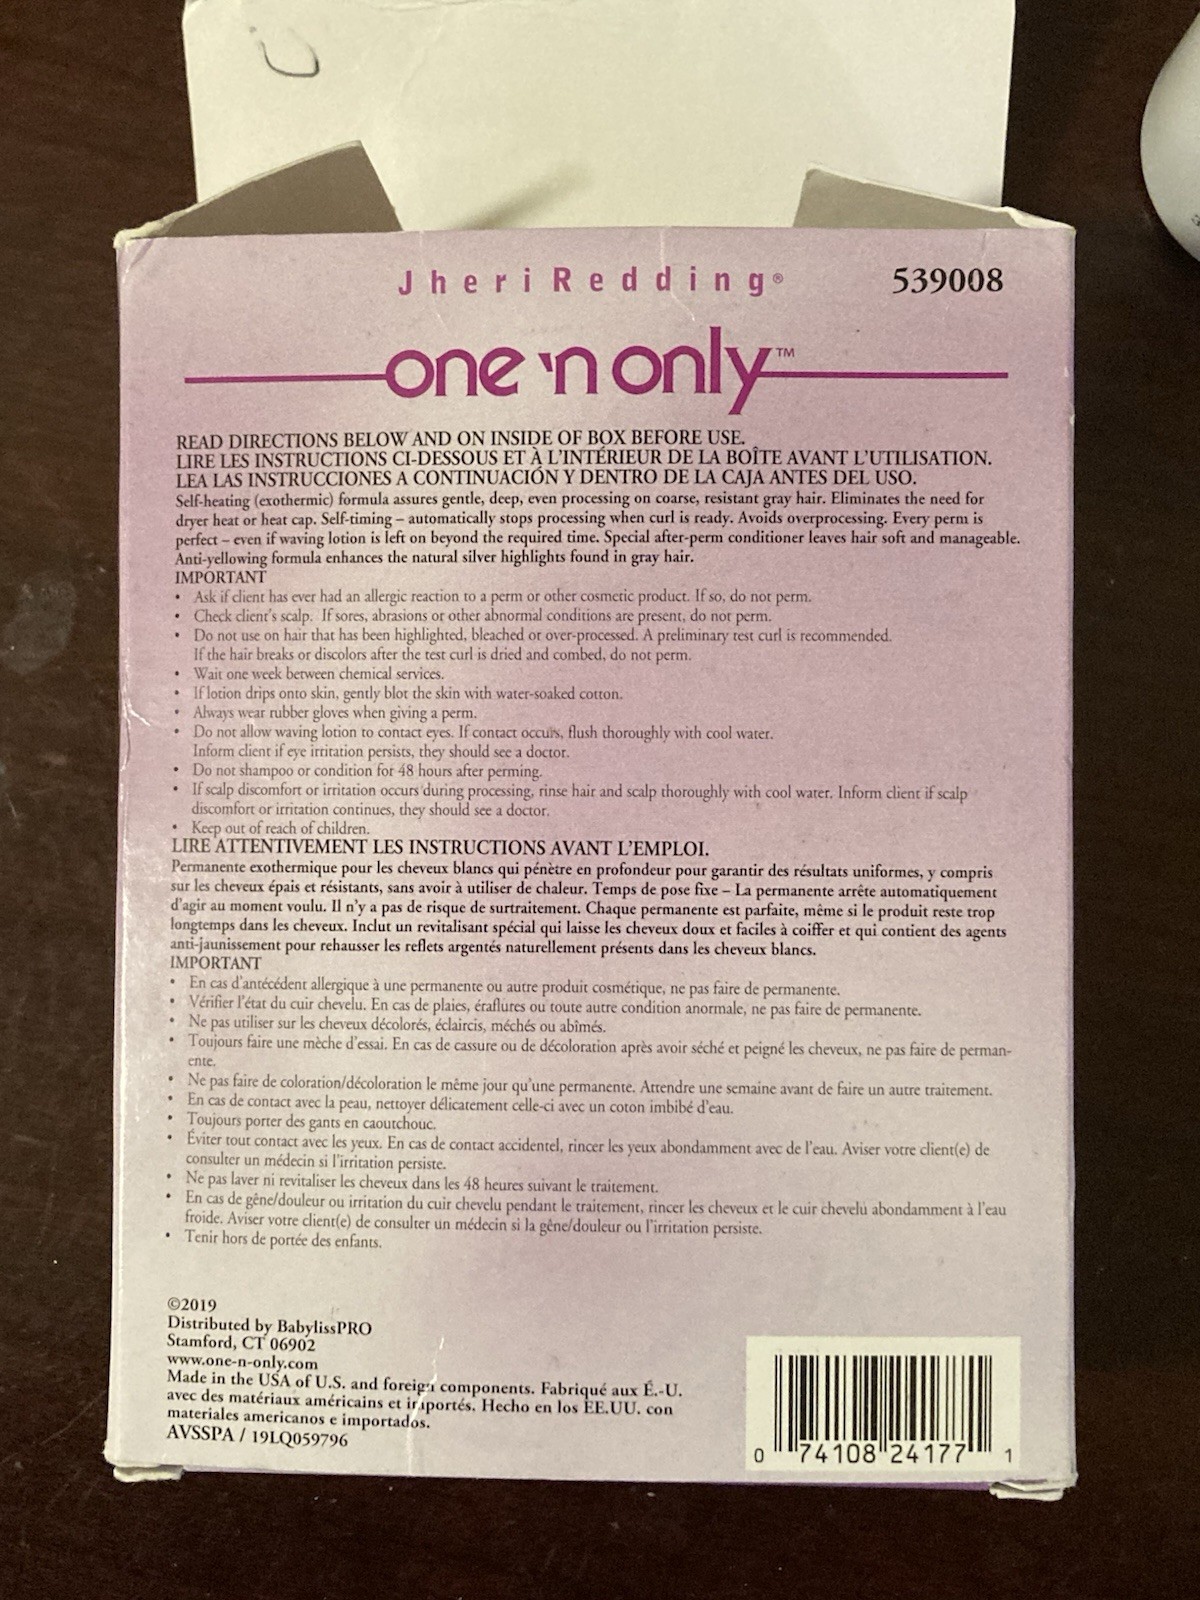 JheriRedding®
539008
one 'n only™
READ DIRECTIONS BELOW AND ON INSIDE OF BOX BEFORE USE.
LIRE LES INSTRUCTIONS CI-DESSOUS ET À L'INTÉRIEUR DE LA BOÎTE AVANT L'UTILISATION.
LEA LAS INSTRUCCIONES A CONTINUACIÓN Y DENTRO DE LA CAJA ANTES DEL USO.
Self-heating (exothermic) formula assures gentle, deep, even processing on coarse, resistant gray hair. Eliminates the need for
dryer heat or heat cap. Self-timing – automatically stops processing when curl is ready. Avoids overprocessing. Every perm is
perfect – even if waving lotion is left on beyond the required time. Special after-perm conditioner leaves hair soft and manageable.
Anti-yellowing formula enhances the natural silver highlights found in gray hair.
IMPORTANT
• Ask if client has ever had an allergic reaction to a perm or other cosmetic product. If so, do not perm.
• Check client's scalp. If sores, abrasions or other abnormal conditions are present, do not perm.
• Do not use on hair that has been highlighted, bleached or over-processed. A preliminary test curl is recommended.
If the hair breaks or discolors after the test curl is dried and combed, do not perm.
• Wait one week between chemical services.
• If lotion drips onto skin, gently blot the skin with water-soaked cotton.
• Always wear rubber gloves when giving a perm.
• Do not allow waving lotion to contact eyes. If contact occurs, flush thoroughly with cool water.
Inform client if eye irritation persists, they should see a doctor.
• Do not shampoo or condition for 48 hours after perming.
• If scalp discomfort or irritation occurs during processing, rinse hair and scalp thoroughly with cool water. Inform client if scalp
discomfort or irritation continues, they should see a doctor.
• Keep out of reach of children.
LIRE ATTENTIVEMENT LES INSTRUCTIONS AVANT L'EMPLOI.
Permanente exothermique pour les cheveux blancs qui pénètre en profondeur pour garantir des résultats uniformes, y compris
sur les cheveux épais et résistants, sans avoir à utiliser de chaleur. Temps de pose fixe – La permanente arrête automatiquement
d'agir au moment voulu. Il n'y a pas de risque de surtraitement. Chaque permanente est parfaite, même si le produit reste trop
longtemps dans les cheveux. Inclut un revitalisant spécial qui laisse les cheveux doux et faciles à coiffer et qui contient des agents
anti-jaunissement pour rehausser les reflets argentés naturellement présents dans les cheveux blancs.
IMPORTANT
• En cas d'antécédent allergique à une permanente ou autre produit cosmétique, ne pas faire de permanente.
• Vérifier l'état du cuir chevelu. En cas de plaies, éraflures ou toute autre condition anormale, ne pas faire de permanente.
• Ne pas utiliser sur les cheveux décolorés, éclaircis, méchés ou abîmés.
• Toujours faire une mèche d'essai. En cas de cassure ou de décoloration après avoir séché et peigné les cheveux, ne pas faire de perman-
ente.
• Ne pas faire de coloration/décoloration le même jour qu'une permanente. Attendre une semaine avant de faire un autre traitement.
• En cas de contact avec la peau, nettoyer délicatement celle-ci avec un coton imbibé d'eau.
• Toujours porter des gants en caoutchouc.
• Éviter tout contact avec les yeux. En cas de contact accidentel, rincer les yeux abondamment avec de l'eau. Aviser votre client(e) de
consulter un médecin si l'irritation persiste.
• Ne pas laver ni revitaliser les cheveux dans les 48 heures suivant le traitement.
• En cas de gêne/douleur ou irritation du cuir chevelu pendant le traitement, rincer les cheveux et le cuir chevelu abondamment à l'eau
froide. Aviser votre client(e) de consulter un médecin si la gêne/douleur ou l'irritation persiste.
• Tenir hors de portée des enfants.
©2019
Distributed by BabylissPRO
Stamford, CT 06902
www.one-n-only.com
Made in the USA of U.S. and foreign components. Fabriqué aux É.-U.
avec des matériaux américains et importés. Hecho en los EE.UU. con
materiales americanos e importados.
AVSSPA / 19LQ059796
0 74108 24177 1